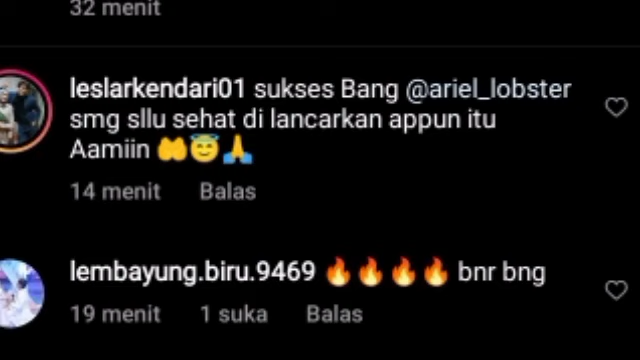 32 menit
leslarkendari01 sukses Bang @ariel_lobster
smg sllu sehat di lancarkan appun itu
Aamiin 🤲😇🙏
14 menit Balas
lembayung.biru.9469 🔥🔥🔥🔥 bnr bng
19 menit 1 suka Balas